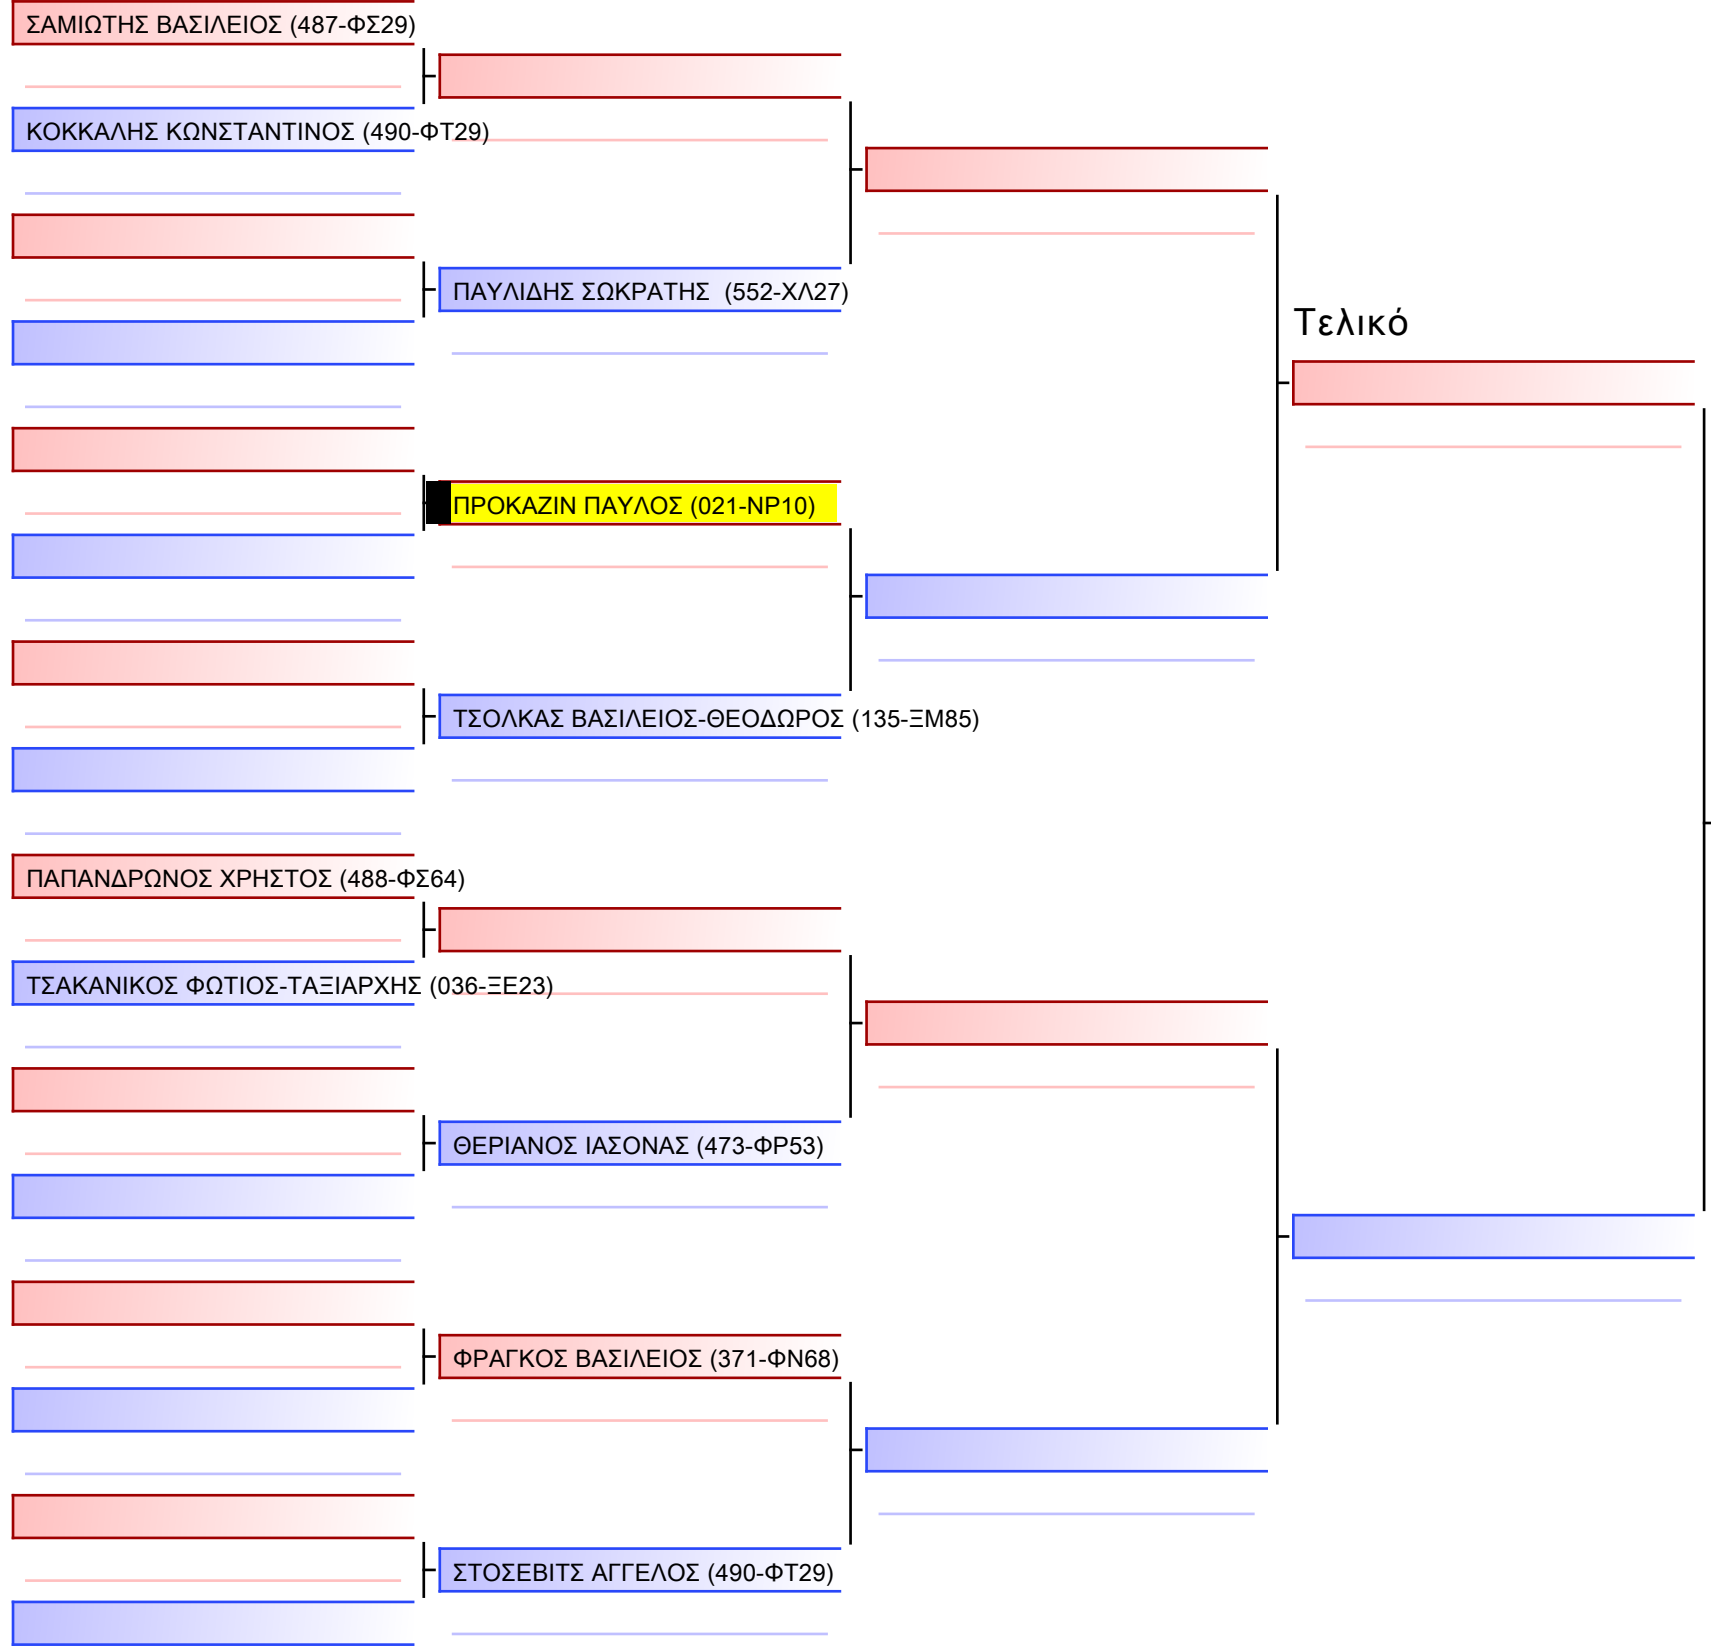 ΣΑΜΙΩΤΗΣ ΒΑΣΙΛΕΙΟΣ (487-ΦΣ29)
ΚΟΚΚΑΛΗΣ ΚΩΝΣΤΑΝΤΙΝΟΣ (490-ΦΤ29)
ΠΑΥΛΙΔΗΣ ΣΩΚΡΑΤΗΣ (552-ΧΛ27)
Τελικό
ΠΡΟΚΑΖΙΝ ΠΑΥΛΟΣ (021-ΝΡ10)
ΤΣΟΛΚΑΣ ΒΑΣΙΛΕΙΟΣ-ΘΕΟΔΩΡΟΣ (135-ΞΜ85)
ΠΑΠΑΝΔΡΩΝΟΣ ΧΡΗΣΤΟΣ (488-ΦΣ64)
ΤΣΑΚΑΝΙΚΟΣ ΦΩΤΙΟΣ-ΤΑΞΙΑΡΧΗΣ (036-ΞΕ23)
ΘΕΡΙΑΝΟΣ ΙΑΣΟΝΑΣ (473-ΦΡ53)
ΦΡΑΓΚΟΣ ΒΑΣΙΛΕΙΟΣ (371-ΦΝ68)
ΣΤΟΣΕΒΙΤΣ ΑΓΓΕΛΟΣ (490-ΦΤ29)